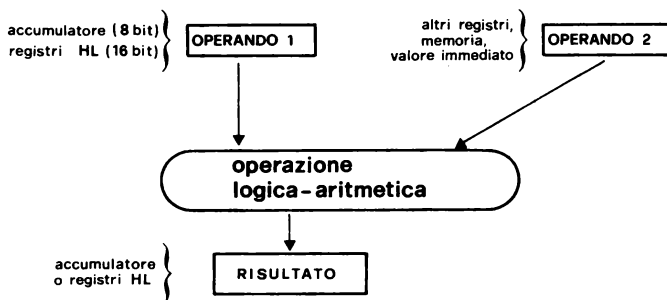 accumulatore (8 bit)
registri HL (16 bit)
OPERANDO 1
altri registri,
memoria,
valore immediato
OPERANDO 2
operazione
logica-aritmetica
accumulatore
o registri HL
RISULTATO